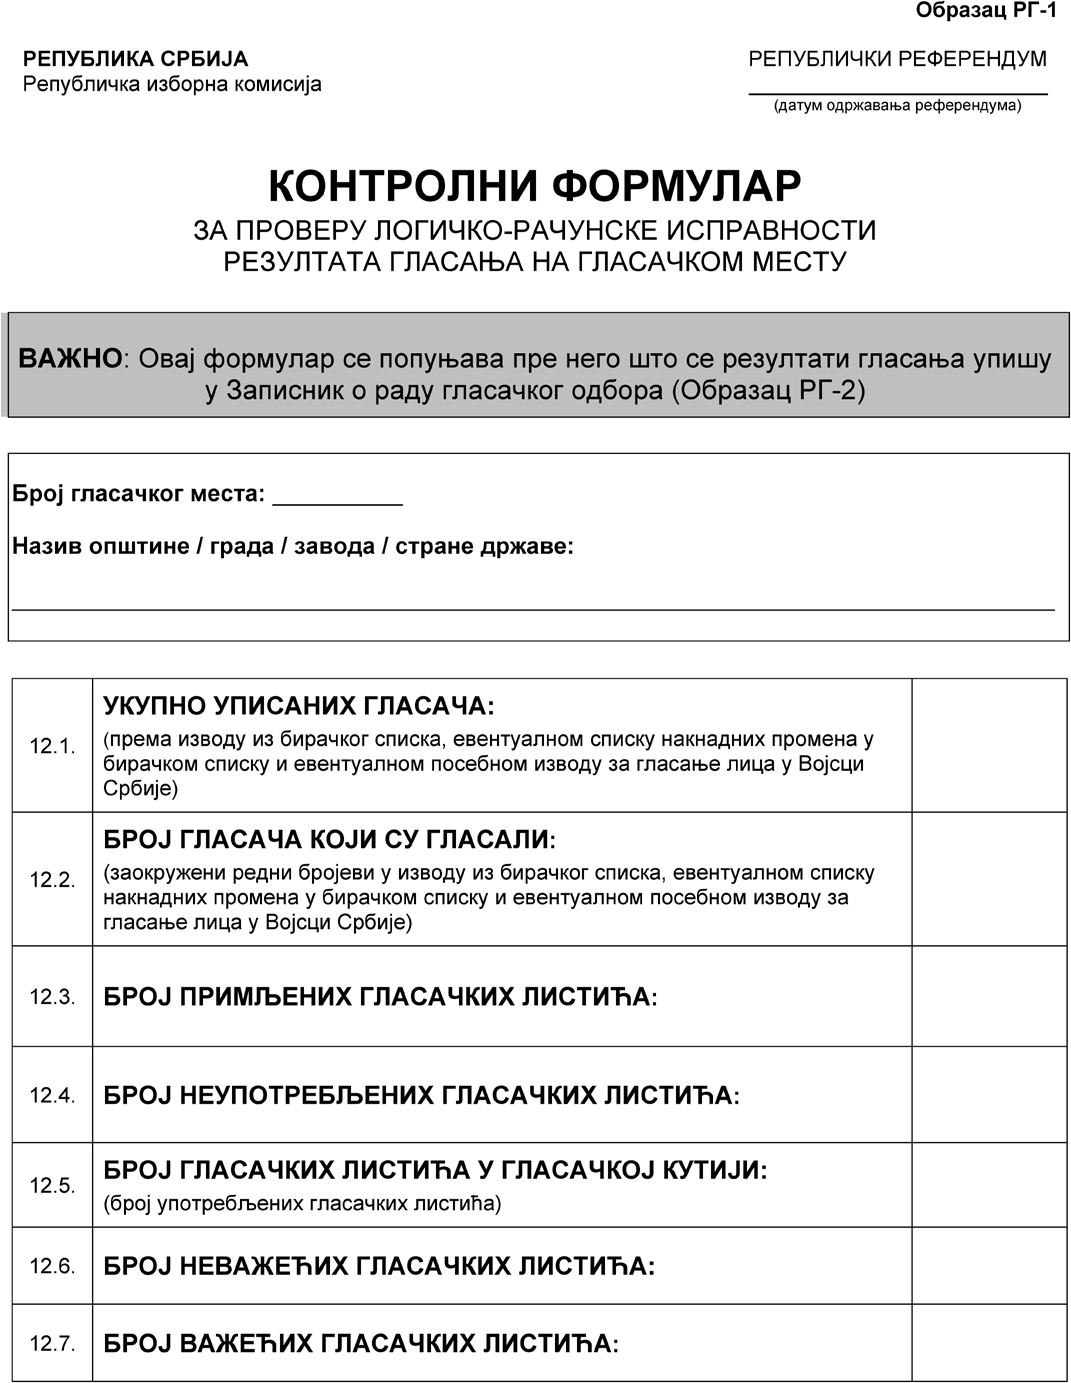 Образац РГ-1
РЕПУБЛИКА СРБИЈА
Републичка изборна комисија
РЕПУБЛИЧКИ РЕФЕРЕНДУМ
(датум одржавања референдума)
КОНТРОЛНИ ФОРМУЛАР
ЗА ПРОВЕРУ ЛОГИЧКО-РАЧУНСКЕ ИСПРАВНОСТИ
РЕЗУЛТАТА ГЛАСАЊА НА ГЛАСАЧКОМ МЕСТУ
ВАЖНО: Овај формулар се попуњава пре него што се резултати гласања упишу
у Записник о раду гласачког одбора (Образац РГ-2)
Број гласачког места: __________
Назив општине / града / завода / стране државе:
12.1.
УКУПНО УПИСАНИХ ГЛАСАЧА:
(према изводу из бирачког списка, евентуалном списку накнадних промена у
бирачком списку и евентуалном посебном изводу за гласање лица у Војсци
Србије)
12.2.
БРОЈ ГЛАСАЧА КОЈИ СУ ГЛАСАЛИ:
(заокружени редни бројеви у изводу из бирачког списка, евентуалном списку
накнадних промена у бирачком списку и евентуалном посебном изводу за
гласање лица у Војсци Србије)
12.3.
БРОЈ ПРИМЉЕНИХ ГЛАСАЧКИХ ЛИСТИЋА:
12.4.
БРОЈ НЕУПОТРЕБЉЕНИХ ГЛАСАЧКИХ ЛИСТИЋА:
12.5.
БРОЈ ГЛАСАЧКИХ ЛИСТИЋА У ГЛАСАЧКОЈ КУТИЈИ:
(број употребљених гласачких листића)
12.6.
БРОЈ НЕВАЖЕЋИХ ГЛАСАЧКИХ ЛИСТИЋА:
12.7.
БРОЈ ВАЖЕЋИХ ГЛАСАЧКИХ ЛИСТИЋА: